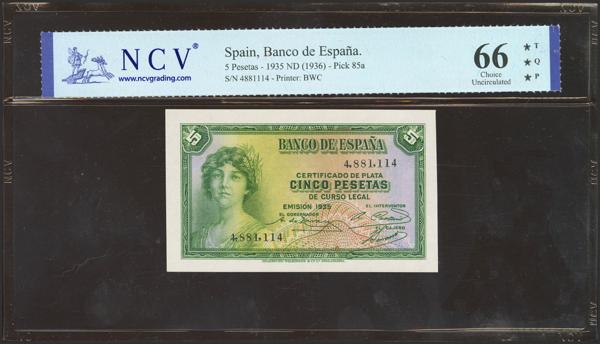 NCV®
www.ncvgrading.com
Spain, Banco de España.
5 Pesetas - 1935 ND (1936) - Pick 85a
S/N 4881114 - Printer: BWC
66
Choice
Uncirculated
★ T
★ Q
★ P
NCV
5
BANCO DE ESPAÑA
5
4,881,114
CERTIFICADO DE PLATA
CINCO PESETAS
DE CURSO LEGAL
EMISIÓN 1935
EL INTERVENTOR
EL GOBERNADOR
EL CAJERO
4,881,114